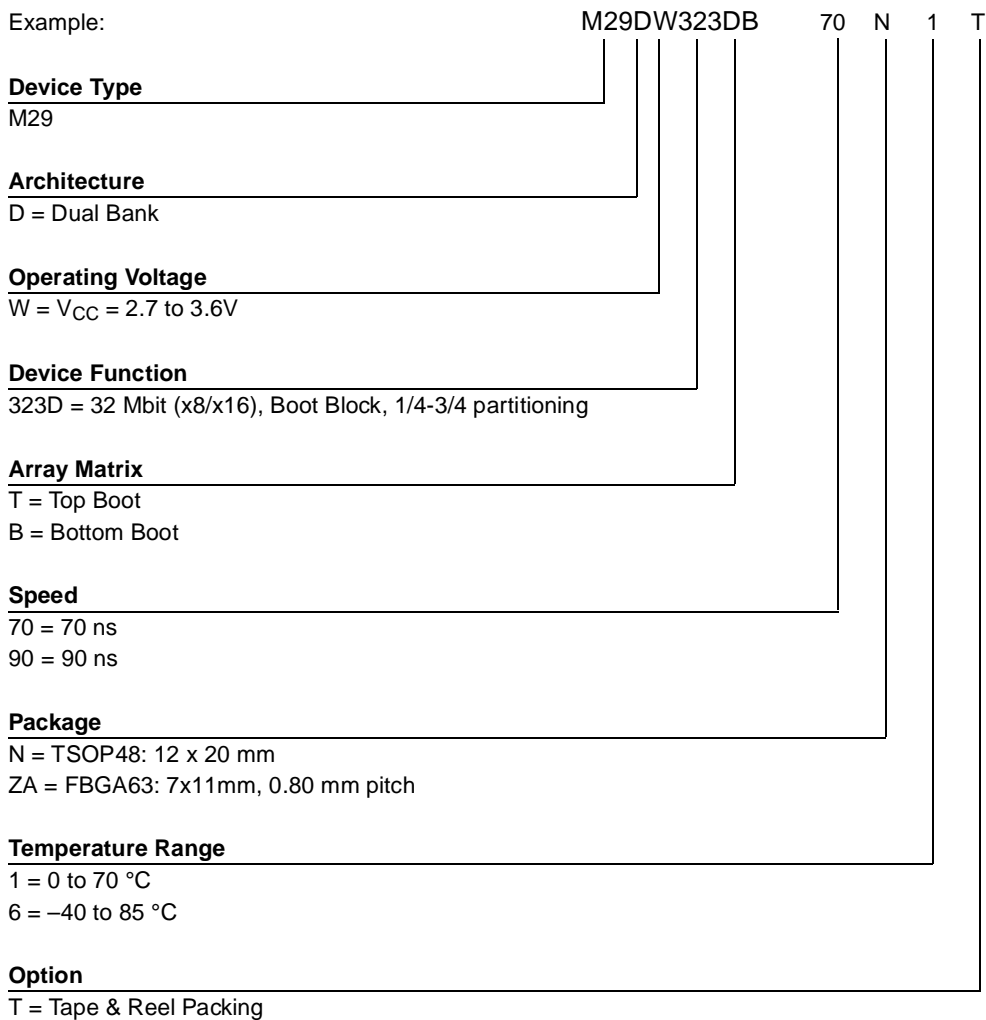 Example: M29DW323DB 70 N 1 T
Device Type
M29
Architecture
D = Dual Bank
Operating Voltage
W = VCC = 2.7 to 3.6V
Device Function
323D = 32 Mbit (x8/x16), Boot Block, 1/4-3/4 partitioning
Array Matrix
T = Top Boot
B = Bottom Boot
Speed
70 = 70 ns
90 = 90 ns
Package
N = TSOP48: 12 x 20 mm
ZA = FBGA63: 7x11mm, 0.80 mm pitch
Temperature Range
1 = 0 to 70 °C
6 = –40 to 85 °C
Option
T = Tape & Reel Packing